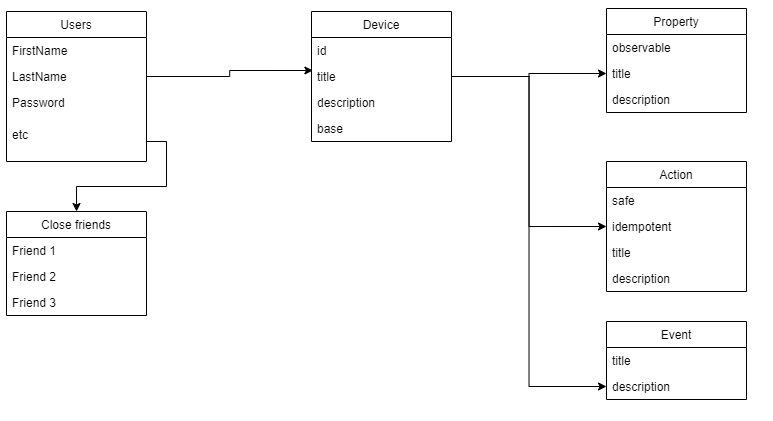 Users
FirstName
LastName
Password
etc
Close friends
Friend 1
Friend 2
Friend 3
Device
id
title
description
base
Property
observable
title
description
Action
safe
idempotent
title
description
Event
title
description